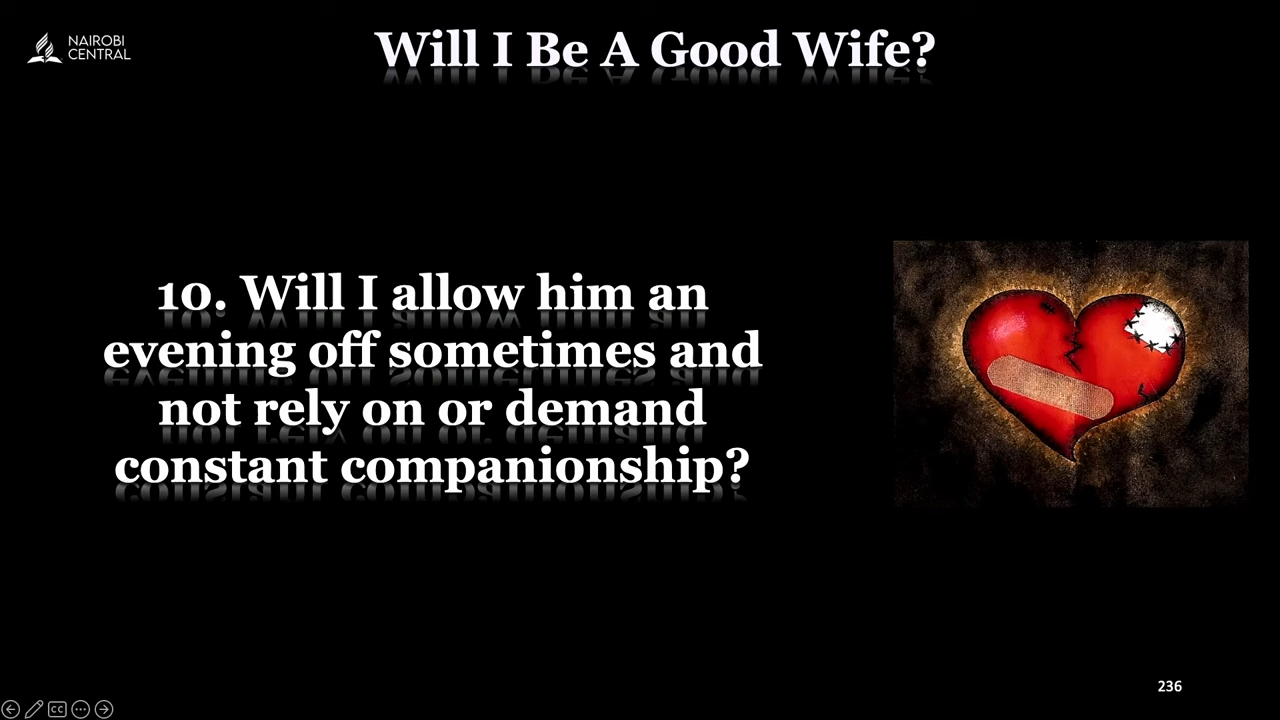 NAIROBI
CENTRAL
Will I Be A Good Wife?
10. Will I allow him an
evening off sometimes and
not rely on or demand
constant companionship?
236
CC